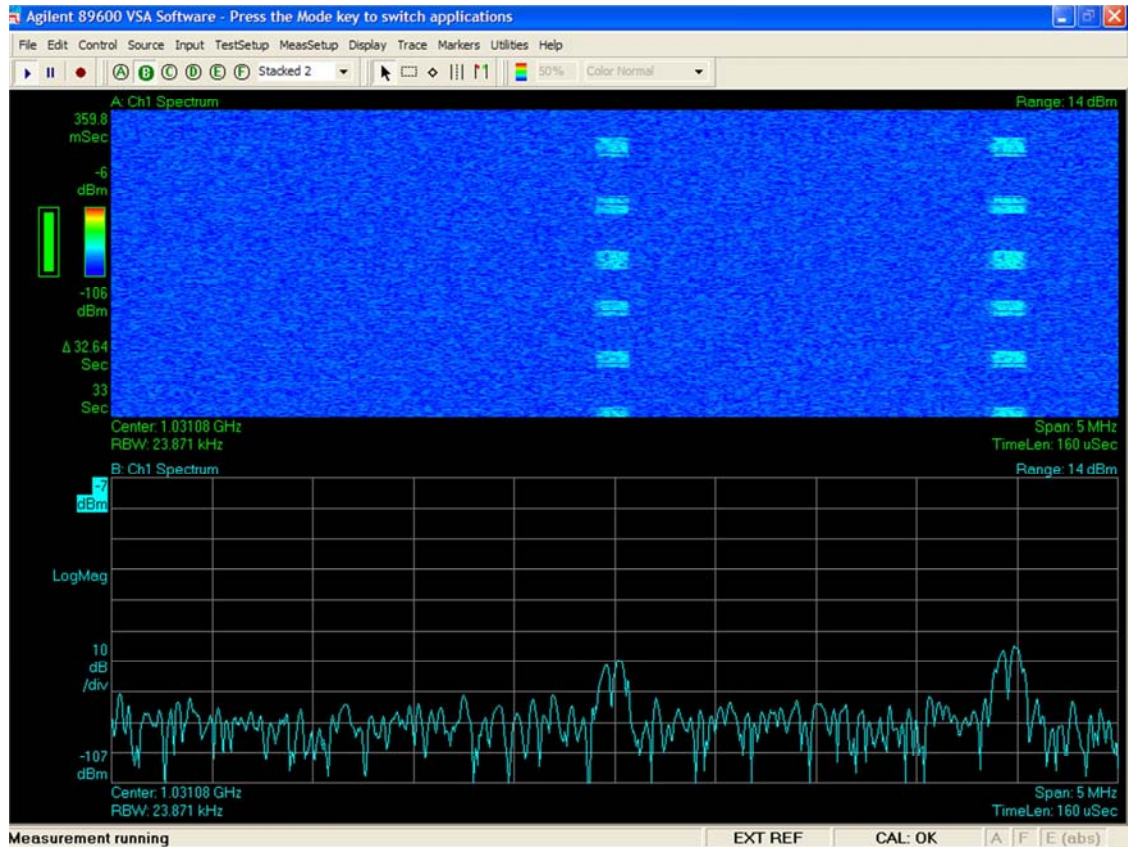 Agilent 89600 VSA Software - Press the Mode key to switch applications
File Edit Control Source Input TestSetup MeasSetup Display Trace Markers Utilities Help
A B C D E F Stacked 2 50% Color Normal
A: Ch1 Spectrum Range: 14 dBm
359.8
mSec
-6
dBm
-106
dBm
Δ 32.64
Sec
33
Sec
Center: 1.03108 GHz Span: 5 MHz
RBW: 23.871 kHz TimeLen: 160 uSec
B: Ch1 Spectrum Range: 14 dBm
-7
dBm
LogMag
10
dB
/div
-107
dBm
Center: 1.03108 GHz Span: 5 MHz
RBW: 23.871 kHz TimeLen: 160 uSec
Measurement running EXT REF CAL: OK A F E (abs)